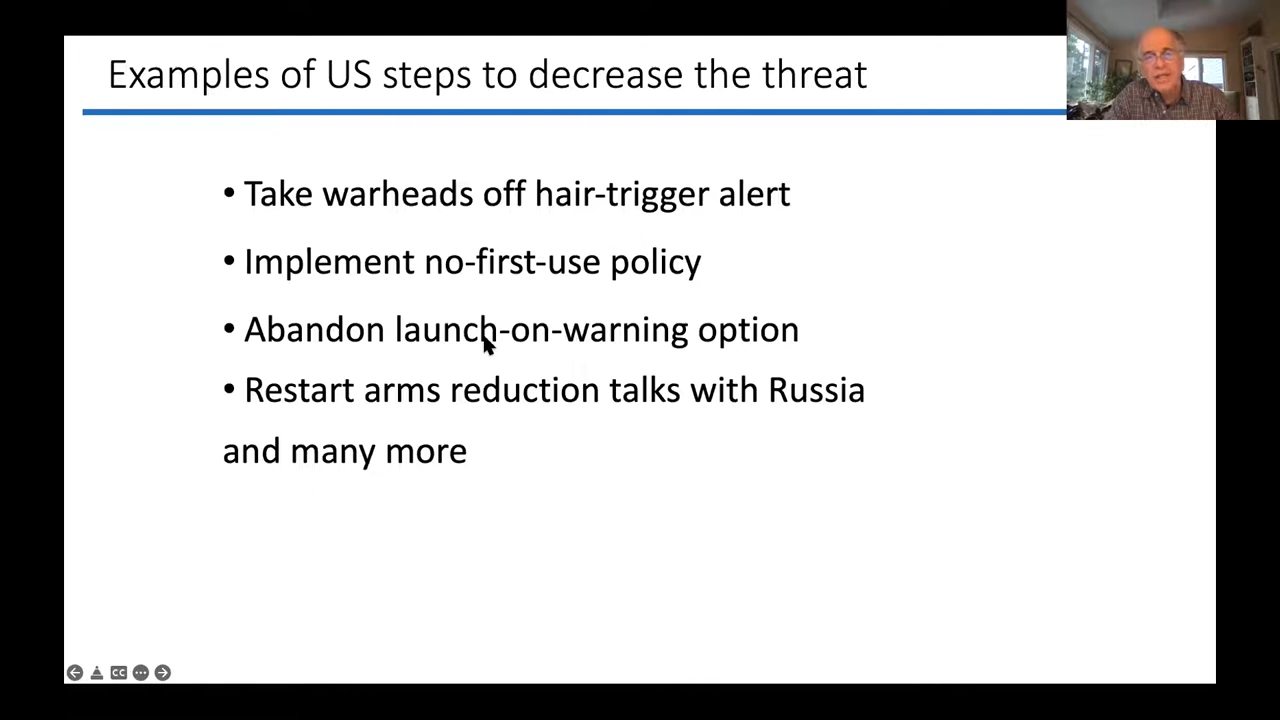 Examples of US steps to decrease the threat
• Take warheads off hair-trigger alert
• Implement no-first-use policy
• Abandon launch-on-warning option
• Restart arms reduction talks with Russia
and many more
CC